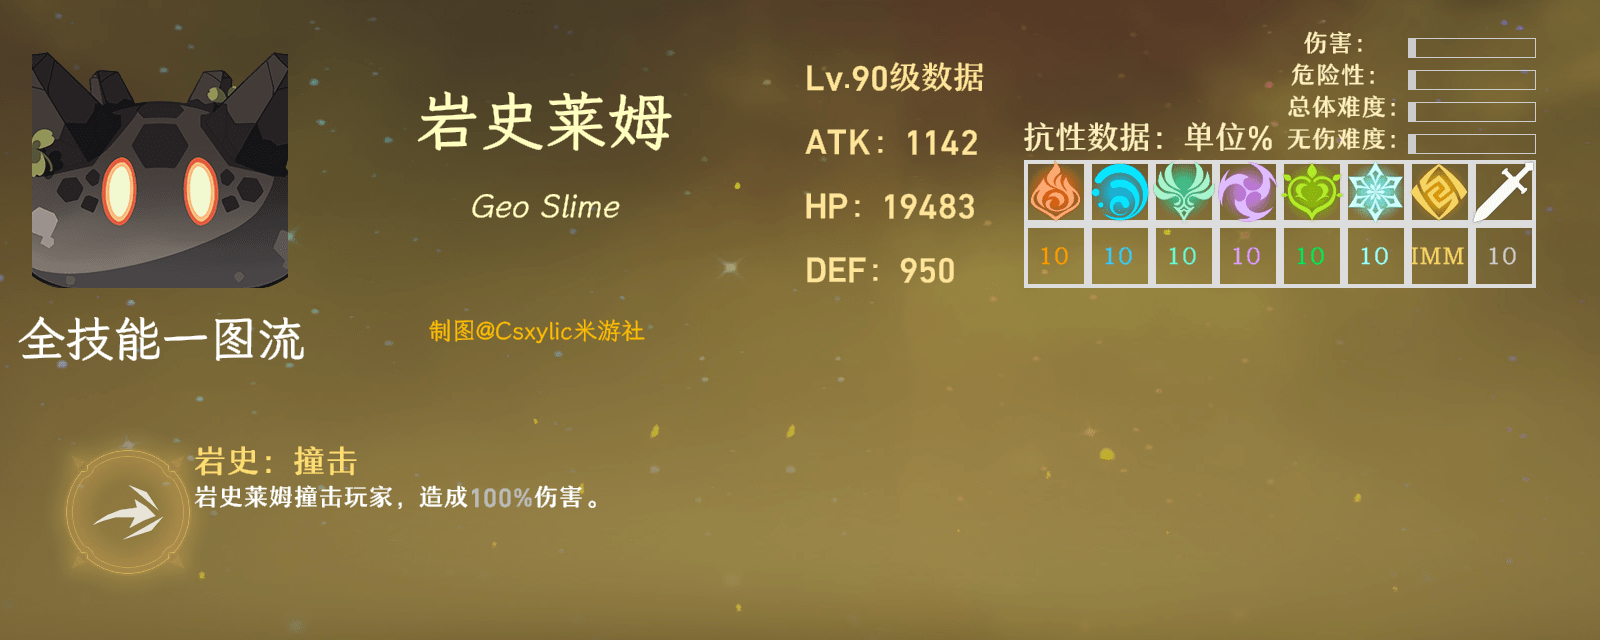 岩史莱姆
Geo Slime
全技能一图流
制图@Csxylic米游社
Lv.90级数据
ATK：1142
HP：19483
DEF：950
伤害：
危险性：
总体难度：
无伤难度：
抗性数据：单位%
10 10 10 10 10 10 IMM 10
岩史：撞击
岩史莱姆撞击玩家，造成100%伤害。